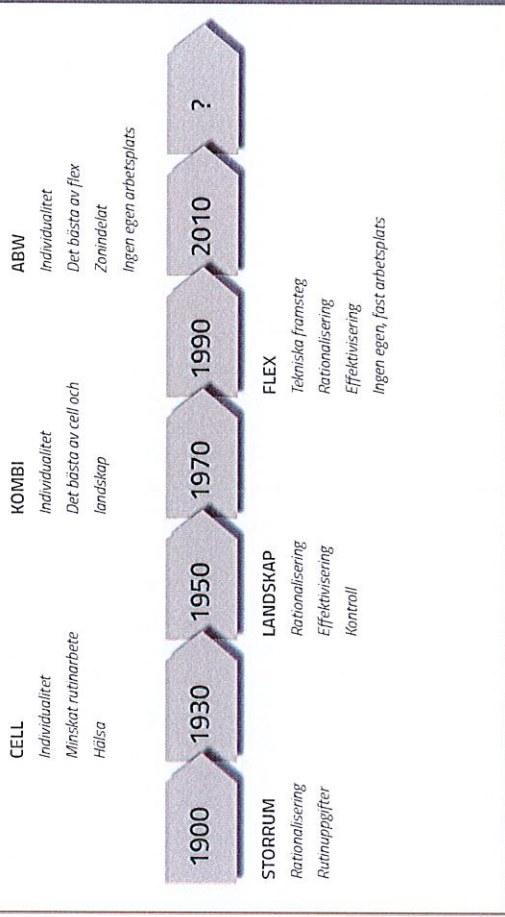 CELL
Individualitet
Minskat rutinarbete
Hälsa
KOMBI
Individualitet
Det bästa av cell och
landskap
ABW
Individualitet
Det bästa av flex
Zonindelat
Ingen egen arbetsplats
1900
1930
1950
1970
1990
2010
?
STORRUM
Rationalisering
Rutinuppgifter
LANDSKAP
Rationalisering
Effektivisering
Kontroll
FLEX
Tekniska framsteg
Rationalisering
Effektivisering
Ingen egen, fast arbetsplats